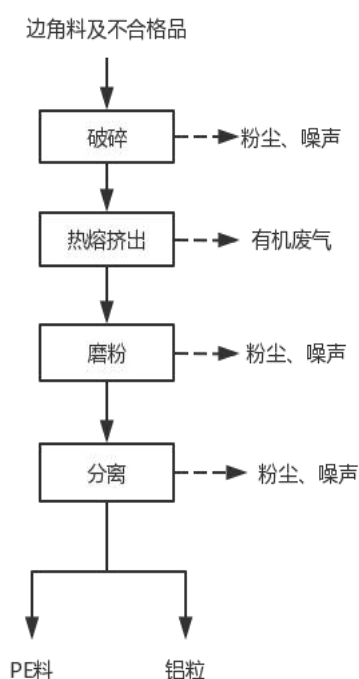 边角料及不合格品
破碎
粉尘、噪声
热熔挤出
有机废气
磨粉
粉尘、噪声
分离
粉尘、噪声
PE料
铝粒